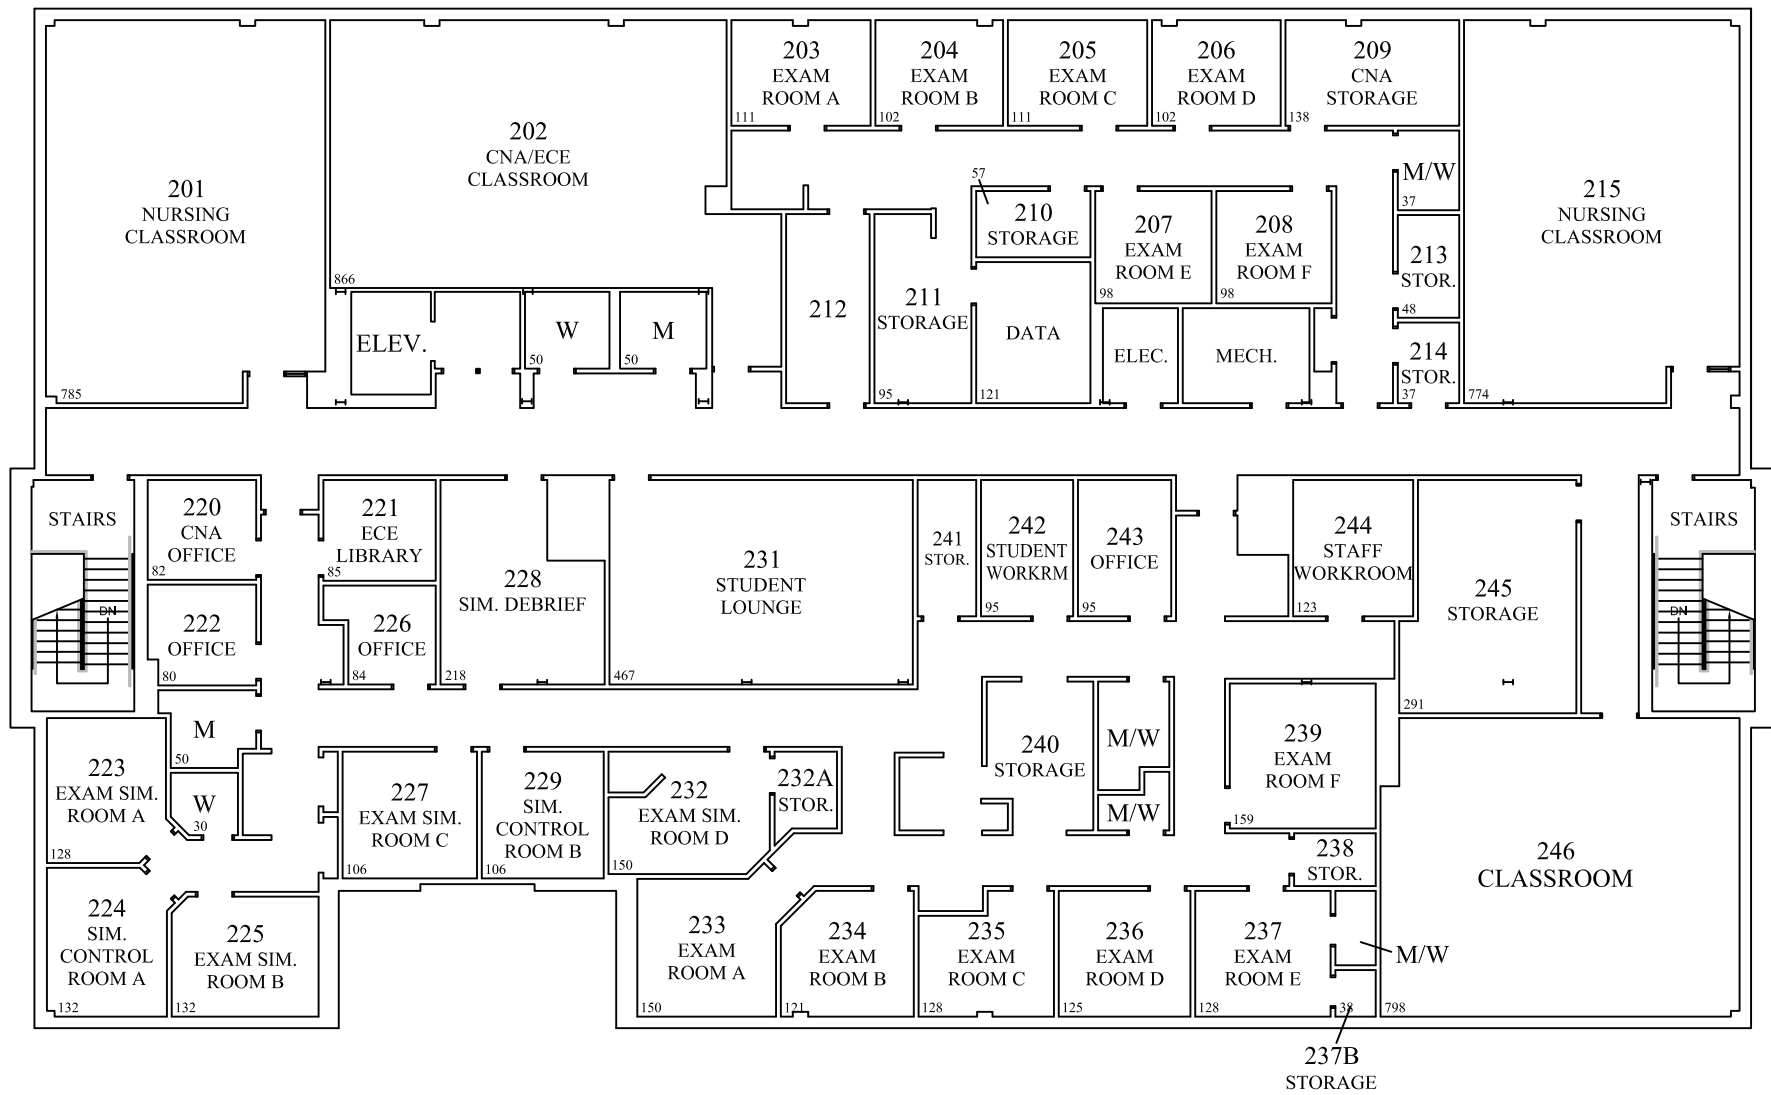 201
NURSING
CLASSROOM
785
202
CNA/ECE
CLASSROOM
866
203
EXAM
ROOM A
111
204
EXAM
ROOM B
102
205
EXAM
ROOM C
111
206
EXAM
ROOM D
102
209
CNA
STORAGE
138
M/W
37
215
NURSING
CLASSROOM
774
57
210
STORAGE
207
EXAM
ROOM E
98
208
EXAM
ROOM F
98
213
STOR.
48
214
STOR.
37
ELEV.
W
50
M
50
212
211
STORAGE
95
DATA
121
ELEC.
MECH.
STAIRS
DN
220
CNA
OFFICE
82
221
ECE
LIBRARY
85
222
OFFICE
80
226
OFFICE
84
228
SIM. DEBRIEF
218
231
STUDENT
LOUNGE
467
241
STOR.
242
STUDENT
WORKRM
95
243
OFFICE
95
244
STAFF
WORKROOM
123
245
STORAGE
291
STAIRS
DN
M
50
W
30
223
EXAM SIM.
ROOM A
128
224
SIM.
CONTROL
ROOM A
132
225
EXAM SIM.
ROOM B
132
227
EXAM SIM.
ROOM C
106
229
SIM.
CONTROL
ROOM B
106
232
EXAM SIM.
ROOM D
150
232A
STOR.
240
STORAGE
M/W
M/W
239
EXAM
ROOM F
159
238
STOR.
246
CLASSROOM
798
233
EXAM
ROOM A
150
234
EXAM
ROOM B
121
235
EXAM
ROOM C
128
236
EXAM
ROOM D
125
237
EXAM
ROOM E
128
M/W
38
237B
STORAGE